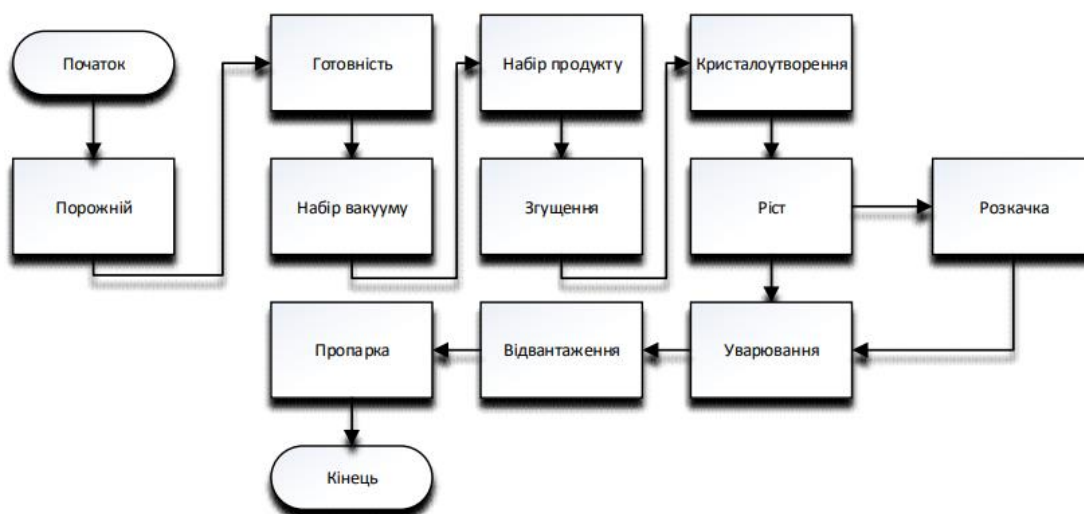 Початок
Готовність
Набір продукту
Кристалоутворення
Порожній
Набір вакууму
Згущення
Ріст
Розкачка
Пропарка
Відвантаження
Уварювання
Кінець